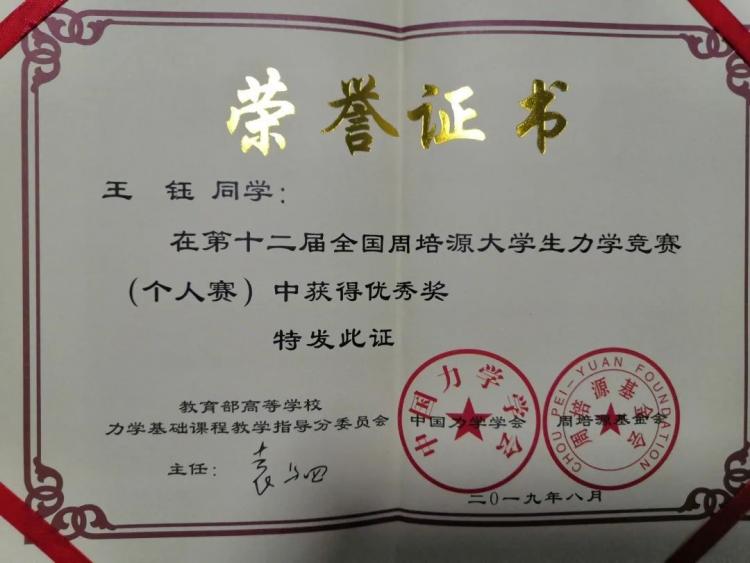 荣誉证书
王 钰 同学：
在第十二届全国周培源大学生力学竞赛
（个人赛）中获得优秀奖
特发此证
教育部高等学校
力学基础课程教学指导分委员会
中国力学学会
周培源基金会
主任：
二〇一九年八月
中国力学学会
CHOU PEI-YUAN FOUNDATION
周培源基金会